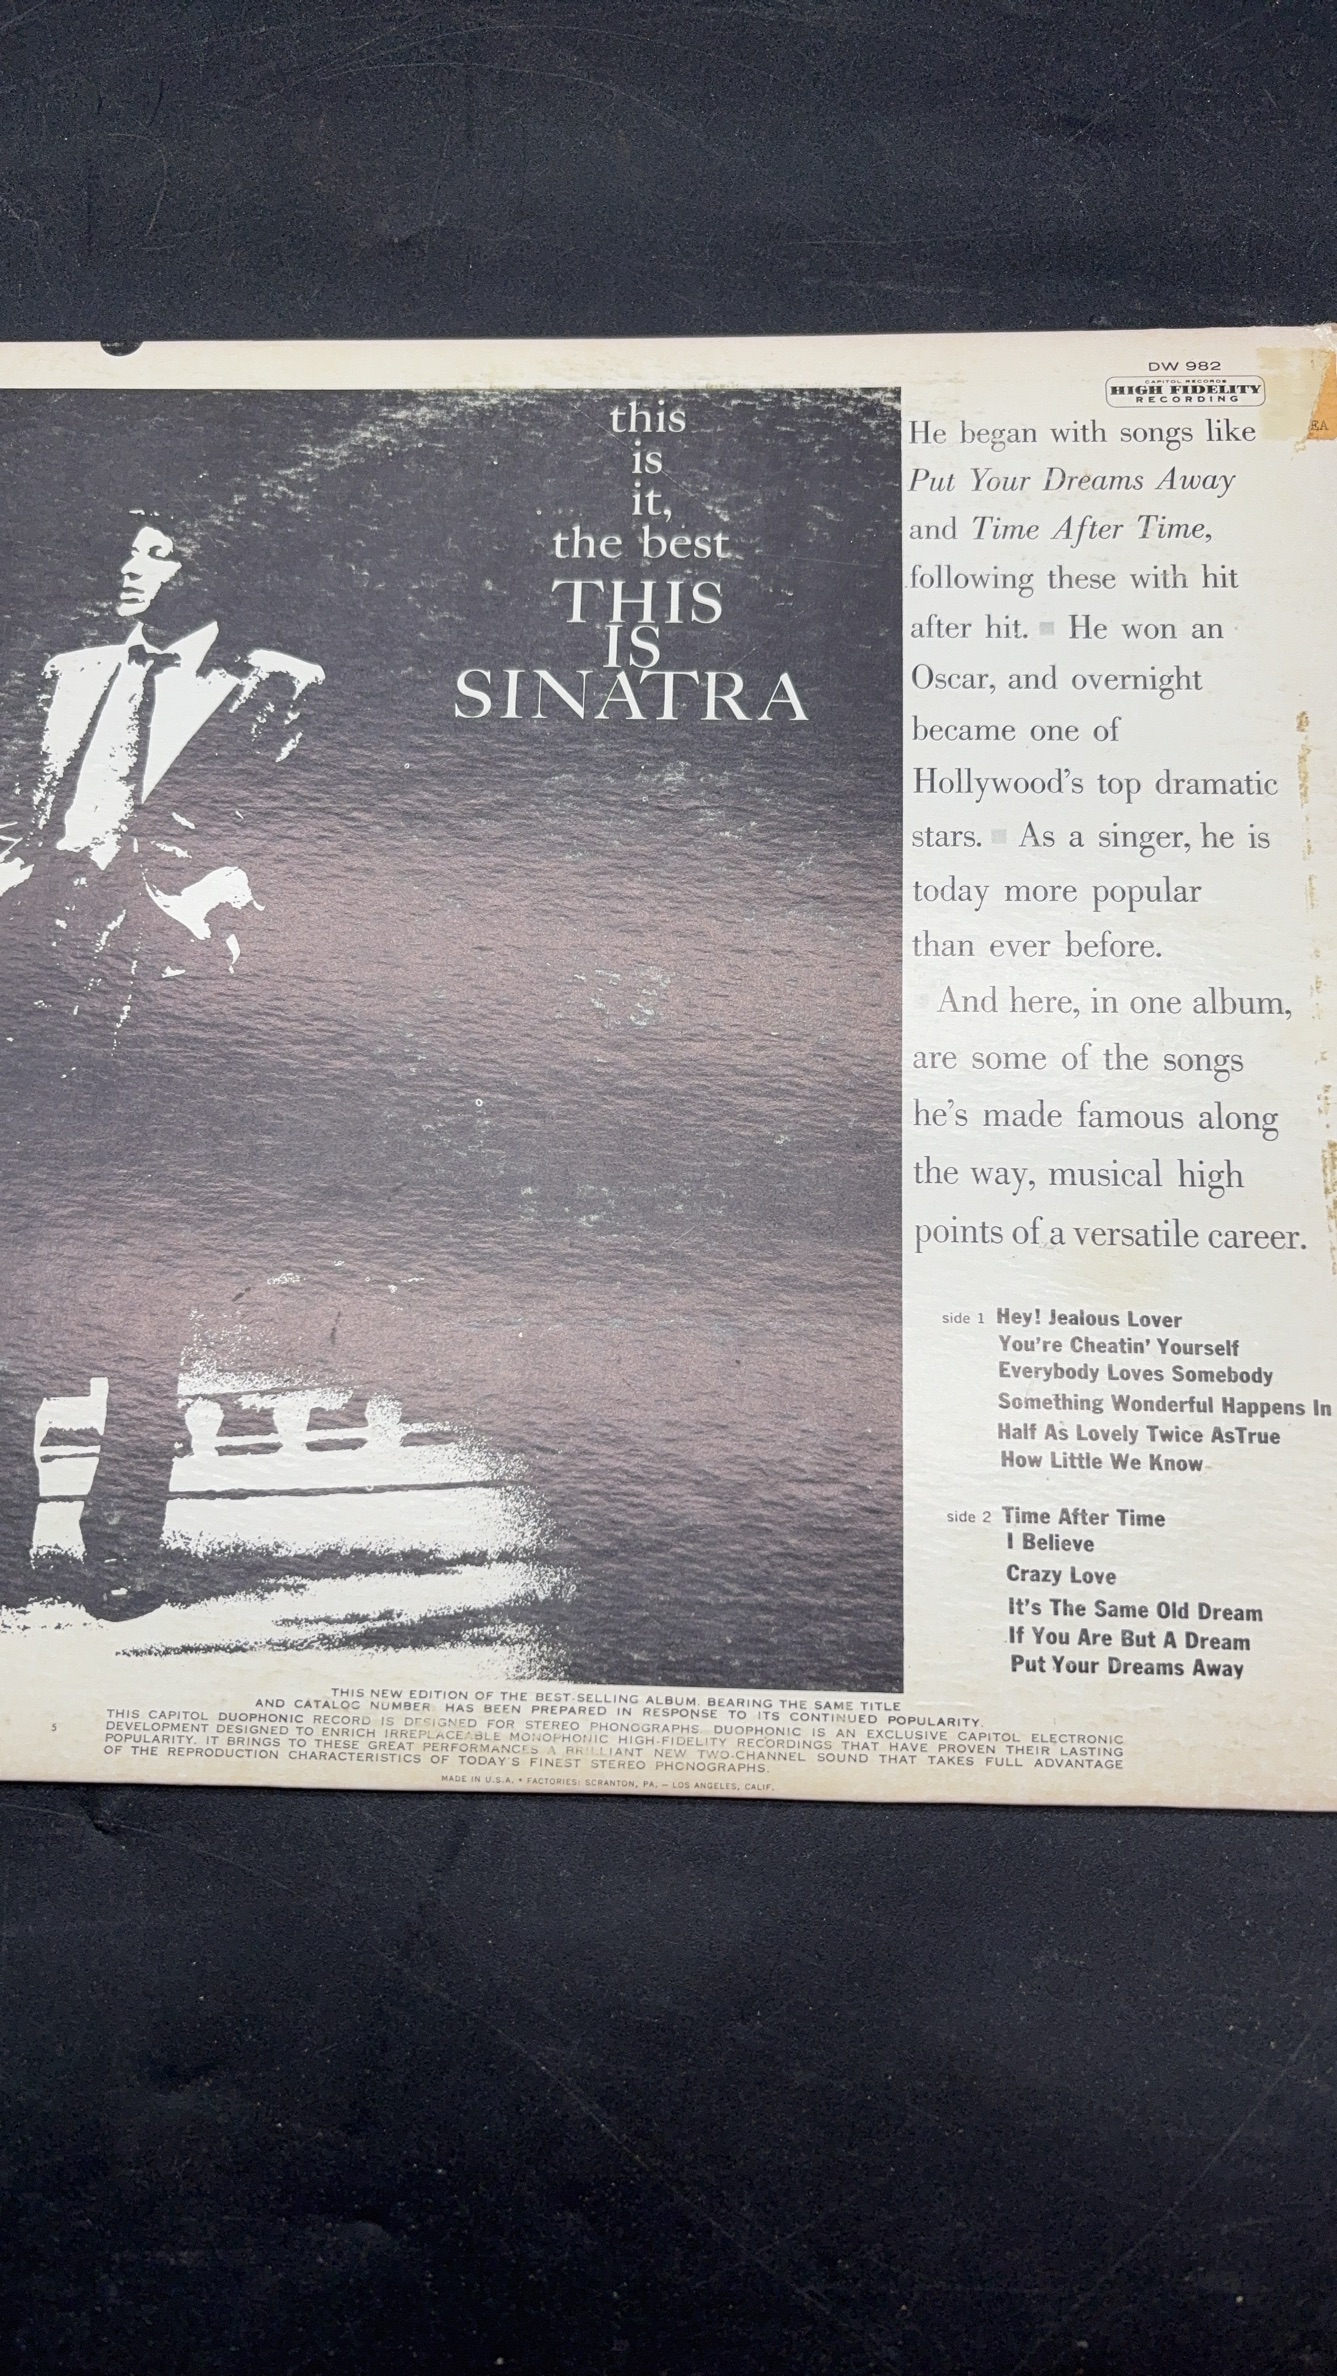 this
is
it,
the best
THIS
IS
SINATRA
DW 982
CAPITOL RECORDS
HIGH FIDELITY
RECORDING
EA
He began with songs like
Put Your Dreams Away
and Time After Time,
following these with hit
after hit. ■ He won an
Oscar, and overnight
became one of
Hollywood's top dramatic
stars. ■ As a singer, he is
today more popular
than ever before.
■ And here, in one album,
are some of the songs
he's made famous along
the way, musical high
points of a versatile career.
side 1 Hey! Jealous Lover
You're Cheatin' Yourself
Everybody Loves Somebody
Something Wonderful Happens In
Half As Lovely Twice AsTrue
How Little We Know
side 2 Time After Time
I Believe
Crazy Love
It's The Same Old Dream
If You Are But A Dream
Put Your Dreams Away
THIS NEW EDITION OF THE BEST-SELLING ALBUM, BEARING THE SAME TITLE
AND CATALOG NUMBER, HAS BEEN PREPARED IN RESPONSE TO ITS CONTINUED POPULARITY.
THIS CAPITOL DUOPHONIC RECORD IS DESIGNED FOR STEREO PHONOGRAPHS. DUOPHONIC IS AN EXCLUSIVE CAPITOL ELECTRONIC
DEVELOPMENT DESIGNED TO ENRICH IRREPLACEABLE MONOPHONIC HIGH-FIDELITY RECORDINGS THAT HAVE PROVEN THEIR LASTING
POPULARITY. IT BRINGS TO THESE GREAT PERFORMANCES A BRILLIANT NEW TWO-CHANNEL SOUND THAT TAKES FULL ADVANTAGE
OF THE REPRODUCTION CHARACTERISTICS OF TODAY'S FINEST STEREO PHONOGRAPHS.
5
MADE IN U.S.A. • FACTORIES: SCRANTON, PA. — LOS ANGELES, CALIF.